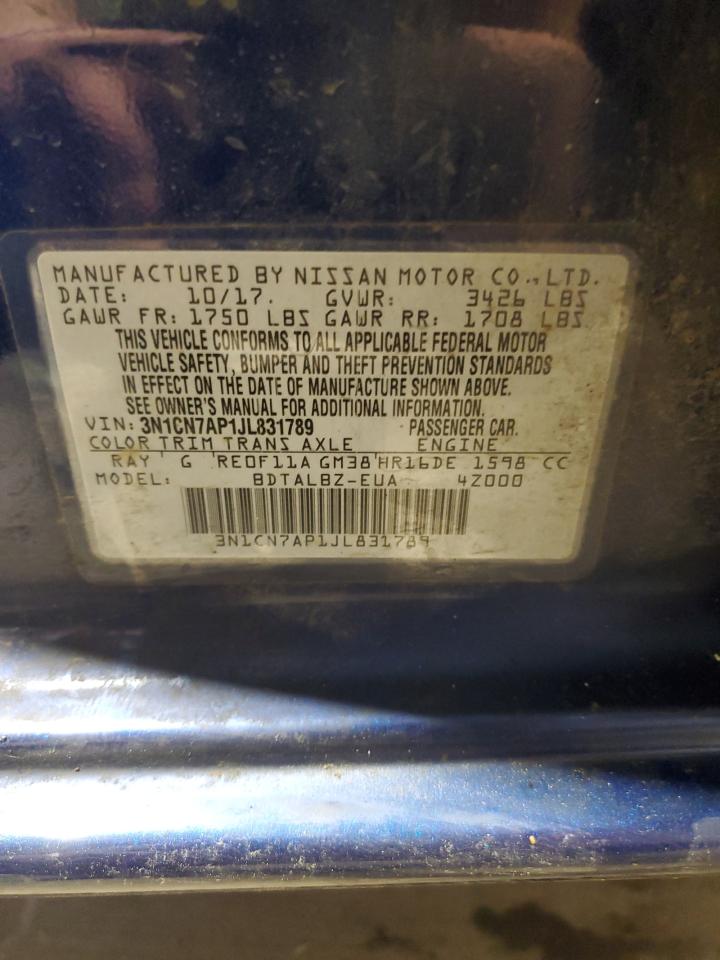 MANUFACTURED BY NISSAN MOTOR CO., LTD.
DATE: 10/17. GVWR: 3426 LBS
GAWR FR: 1750 LBS GAWR RR: 1708 LBS
THIS VEHICLE CONFORMS TO ALL APPLICABLE FEDERAL MOTOR
VEHICLE SAFETY, BUMPER AND THEFT PREVENTION STANDARDS
IN EFFECT ON THE DATE OF MANUFACTURE SHOWN ABOVE.
SEE OWNER'S MANUAL FOR ADDITIONAL INFORMATION.
VIN: 3N1CN7AP1JL831789 PASSENGER CAR.
COLOR TRIM TRANS AXLE ENGINE
RAY G RE0F11A GM38 HR16DE 1598 CC
MODEL: BDTALBZ-EUA 4Z000
3N1CN7AP1JL831789